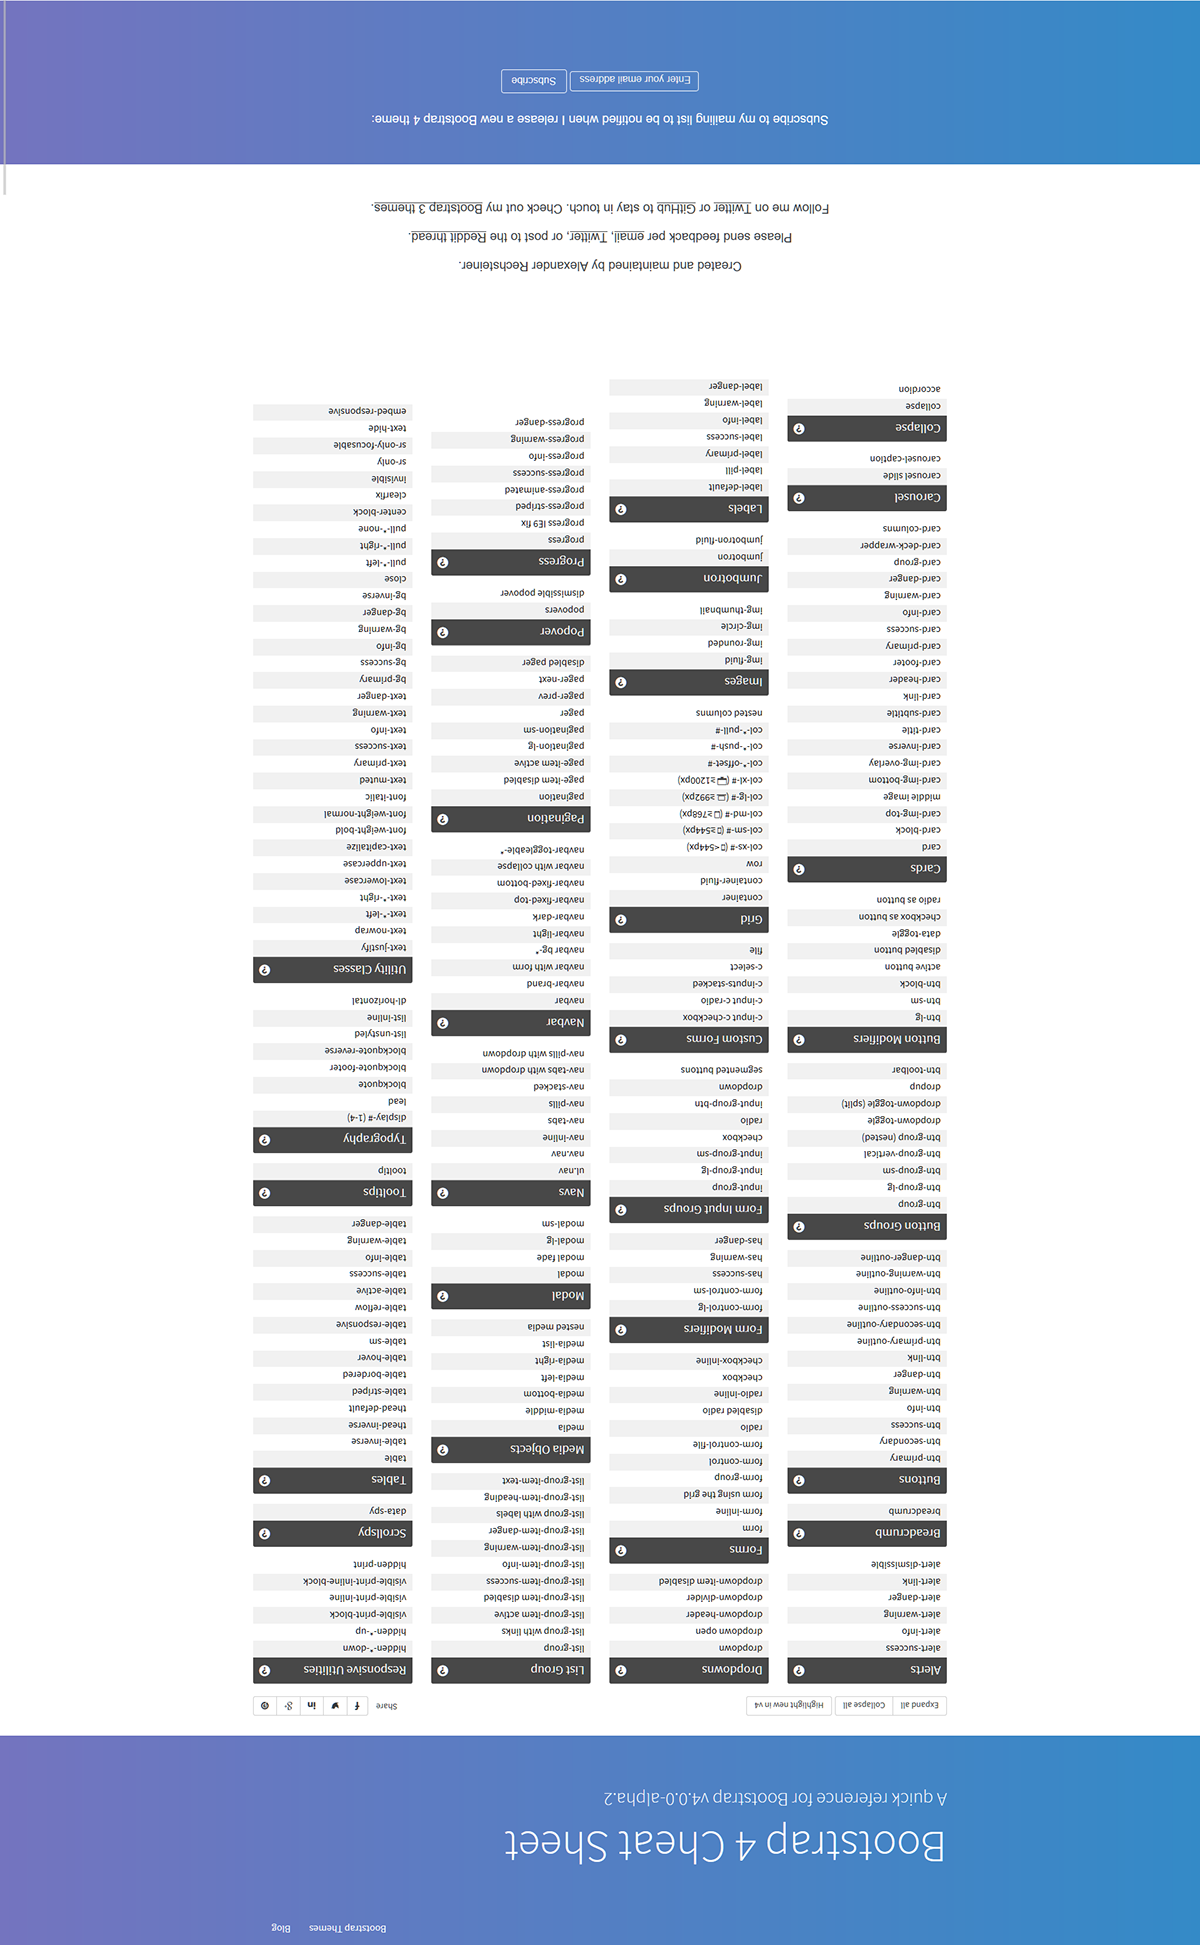 Bootstrap Themes Blog
Bootstrap 4 Cheat Sheet
A quick reference for Bootstrap v4.0.0-alpha.2
Expand all Collapse all Highlight new in v4 Share f in g+
Alerts ?
alert-success
alert-info
alert-warning
alert-danger
alert-link
alert-dismissible
Breadcrumb ?
breadcrumb
Buttons ?
btn-primary
btn-secondary
btn-success
btn-info
btn-warning
btn-danger
btn-link
btn-primary-outline
btn-secondary-outline
btn-success-outline
btn-info-outline
btn-warning-outline
btn-danger-outline
Button Groups ?
btn-group
btn-group-lg
btn-group-sm
btn-group-vertical
btn-group (nested)
dropdown-toggle
dropdown-toggle (split)
dropup
btn-toolbar
Button Modifiers ?
btn-lg
btn-sm
btn-block
active button
disabled button
data-toggle
checkbox as button
radio as button
Cards ?
card
card-block
card-img-top
middle image
card-img-bottom
card-img-overlay
card-inverse
card-title
card-subtitle
card-link
card-header
card-footer
card-primary
card-success
card-info
card-warning
card-danger
card-group
card-deck-wrapper
card-columns
Carousel ?
carousel slide
carousel-caption
Collapse ?
collapse
accordion
Dropdowns ?
dropdown
dropdown open
dropdown-header
dropdown-divider
dropdown-item disabled
Forms ?
form
form-inline
form using the grid
form-group
form-control
form-control-file
radio
disabled radio
radio-inline
checkbox
checkbox-inline
Form Modifiers ?
form-control-lg
form-control-sm
has-success
has-warning
has-danger
Form Input Groups ?
input-group
input-group-lg
input-group-sm
checkbox
radio
input-group-btn
dropdown
segmented buttons
Custom Forms ?
c-input c-checkbox
c-input c-radio
c-inputs-stacked
c-select
file
Grid ?
container
container-fluid
row
col-xs-# (<544px)
col-sm-# (≥544px)
col-md-# (≥768px)
col-lg-# (≥992px)
col-xl-# (≥1200px)
col-*-offset-#
col-*-push-#
col-*-pull-#
nested columns
Images ?
img-fluid
img-rounded
img-circle
img-thumbnail
Jumbotron ?
jumbotron
jumbotron-fluid
Labels ?
label-default
label-pill
label-primary
label-success
label-info
label-warning
label-danger
List Group ?
list-group
list-group with links
list-group-item active
list-group-item disabled
list-group-item-success
list-group-item-info
list-group-item-warning
list-group-item-danger
list-group with labels
list-group-item-heading
list-group-item-text
Media Objects ?
media
media-middle
media-bottom
media-left
media-right
media-list
nested media
Modal ?
modal
modal fade
modal-lg
modal-sm
Navs ?
ul.nav
nav.nav
nav-inline
nav-tabs
nav-pills
nav-stacked
nav-tabs with dropdown
nav-pills with dropdown
Navbar ?
navbar
navbar-brand
navbar with form
navbar bg-*
navbar-light
navbar-dark
navbar-fixed-top
navbar-fixed-bottom
navbar with collapse
navbar-toggleable-*
Pagination ?
pagination
page-item disabled
page-item active
pagination-lg
pagination-sm
pager
pager-prev
pager-next
disabled pager
Popover ?
popovers
dismissible popover
Progress ?
progress
progress IE9 fix
progress-striped
progress-animated
progress-success
progress-info
progress-warning
progress-danger
Responsive Utilities ?
hidden-*-down
hidden-*-up
visible-print-block
visible-print-inline
visible-print-inline-block
hidden-print
Scrollspy ?
data-spy
Tables ?
table
table-inverse
thead-inverse
thead-default
table-striped
table-bordered
table-hover
table-sm
table-responsive
table-reflow
table-active
table-success
table-info
table-warning
table-danger
Tooltips ?
tooltip
Typography ?
display-# (1-4)
lead
blockquote
blockquote-footer
blockquote-reverse
list-unstyled
list-inline
dl-horizontal
Utility Classes ?
text-justify
text-nowrap
text-*-left
text-*-right
text-lowercase
text-uppercase
text-capitalize
font-weight-bold
font-weight-normal
font-italic
text-muted
text-primary
text-success
text-info
text-warning
text-danger
bg-primary
bg-success
bg-info
bg-warning
bg-danger
bg-inverse
close
pull-*-left
pull-*-right
pull-*-none
center-block
clearfix
invisible
sr-only
sr-only-focusable
text-hide
embed-responsive
Created and maintained by Alexander Rechsteiner.
Please send feedback per email, Twitter, or post to the Reddit thread.
Follow me on Twitter or GitHub to stay in touch. Check out my Bootstrap 3 themes.
Subscribe to my mailing list to be notified when I release a new Bootstrap 4 theme:
Enter your email address Subscribe